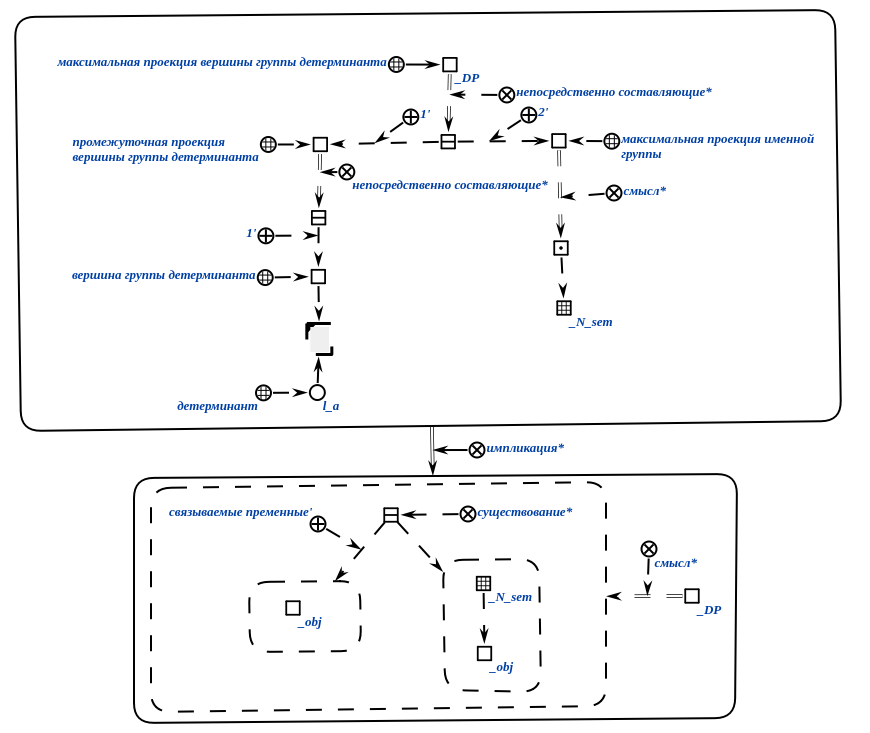 максимальная проекция вершины группы детерминанта
_DP
непосредственно составляющие*
1'
2'
промежуточная проекция
вершины группы детерминанта
максимальная проекция именной
группы
непосредственно составляющие*
смысл*
1'
вершина группы детерминанта
_N_sem
детерминант
l_a
импликация*
связываемые пременные'
существование*
смысл*
_N_sem
_DP
_obj
_obj